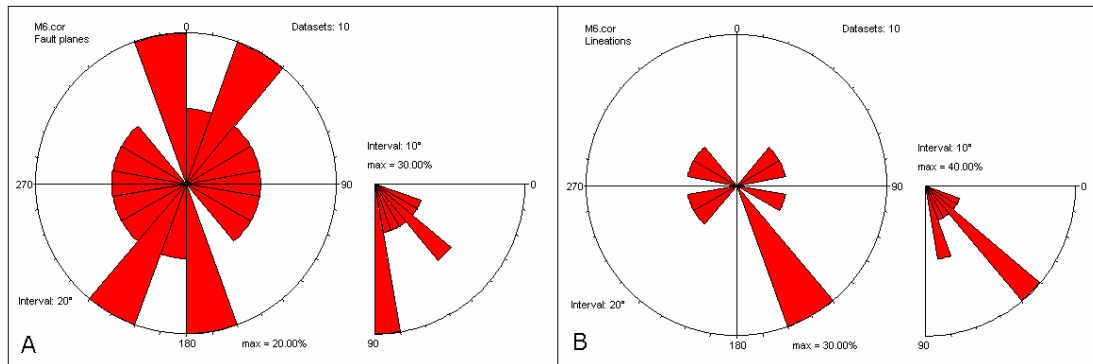 M6.cor
Fault planes
0
Datasets: 10
270
90
Interval: 10°
max = 30.00%
0
Interval: 20°
180
max = 20.00%
90
A
M6.cor
Lineations
0
Datasets: 10
270
90
Interval: 10°
max = 40.00%
0
Interval: 20°
180
max = 30.00%
90
B